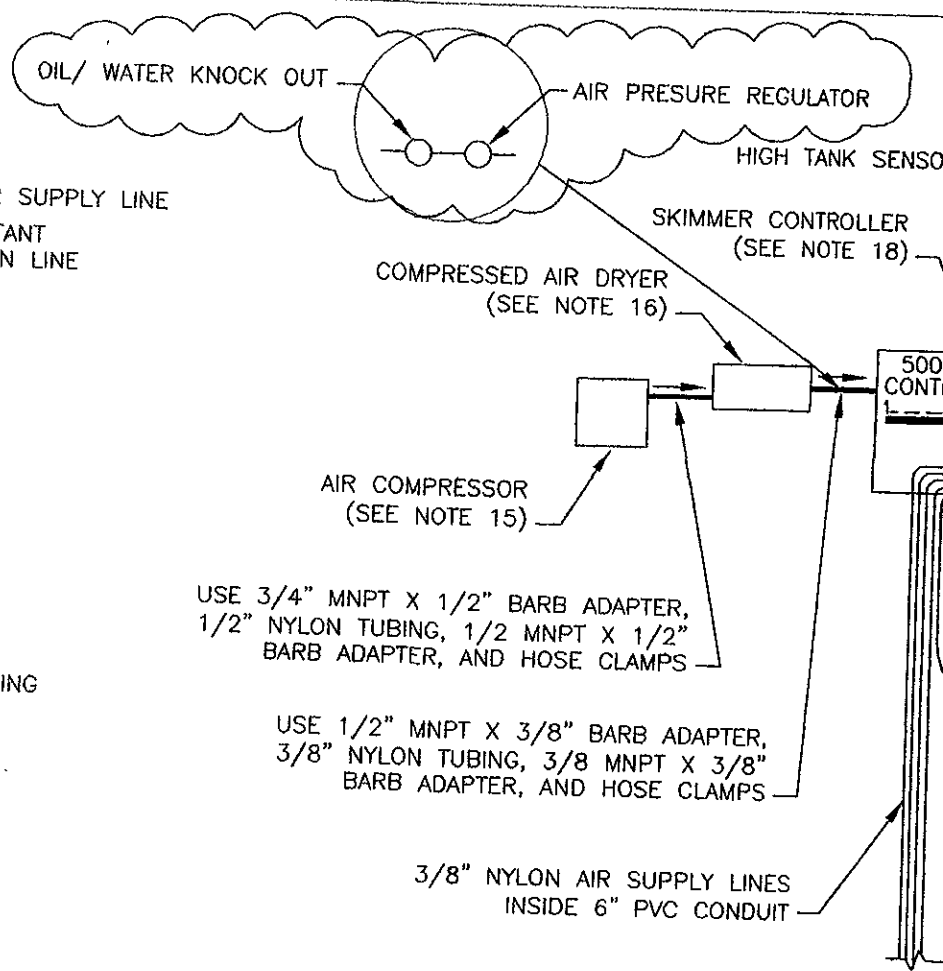 OIL/ WATER KNOCK OUT
AIR PRESURE REGULATOR
HIGH TANK SENSO
SUPPLY LINE
TANT
N LINE
SKIMMER CONTROLLER
(SEE NOTE 18)
COMPRESSED AIR DRYER
(SEE NOTE 16)
500
CONT
1
AIR COMPRESSOR
(SEE NOTE 15)
USE 3/4" MNPT X 1/2" BARB ADAPTER,
1/2" NYLON TUBING, 1/2 MNPT X 1/2"
BARB ADAPTER, AND HOSE CLAMPS
ING
USE 1/2" MNPT X 3/8" BARB ADAPTER,
3/8" NYLON TUBING, 3/8 MNPT X 3/8"
BARB ADAPTER, AND HOSE CLAMPS
3/8" NYLON AIR SUPPLY LINES
INSIDE 6" PVC CONDUIT